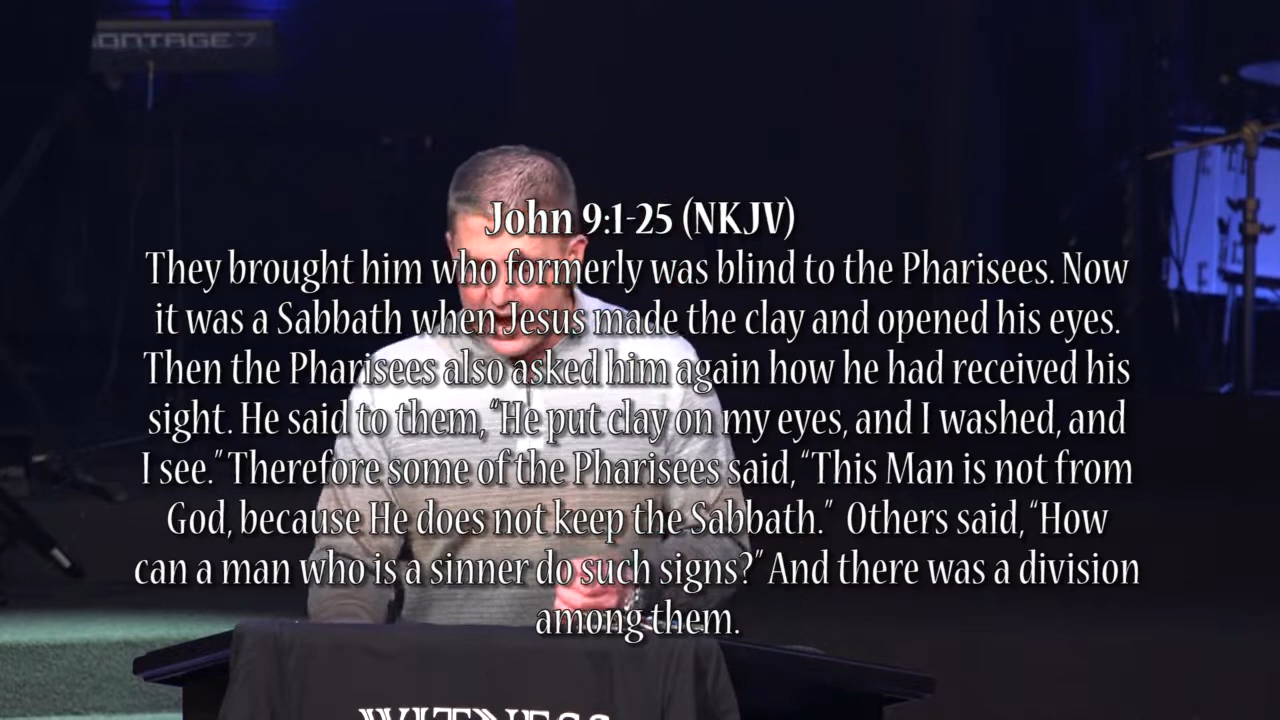 MONTAGE 7
John 9:1-25 (NKJV)
They brought him who formerly was blind to the Pharisees. Now
it was a Sabbath when Jesus made the clay and opened his eyes.
Then the Pharisees also asked him again how he had received his
sight. He said to them, “He put clay on my eyes, and I washed, and
I see.” Therefore some of the Pharisees said, “This Man is not from
God, because He does not keep the Sabbath.” Others said, “How
can a man who is a sinner do such signs?” And there was a division
among them.
WITNESS